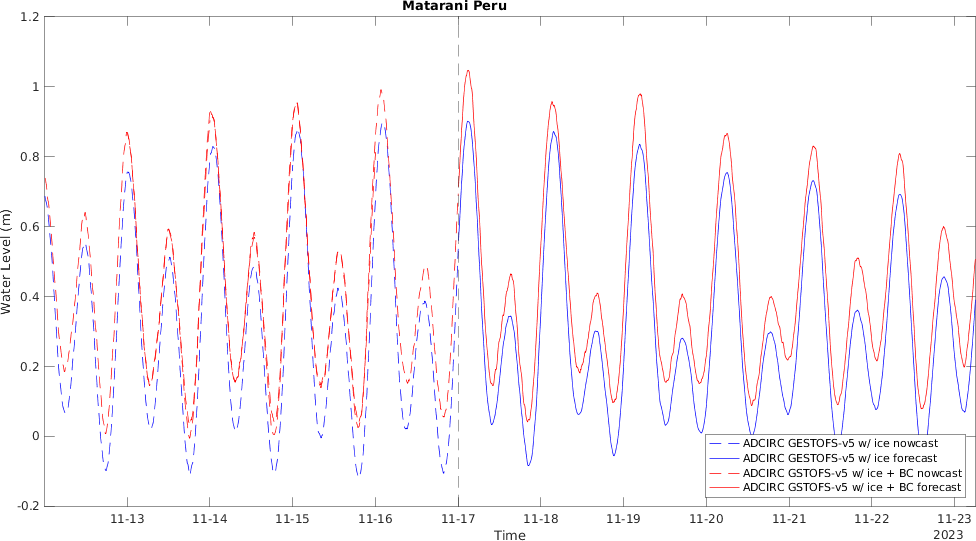 Matarani Peru
1.2
1
0.8
0.6
0.4
0.2
0
-0.2
Water Level (m)
ADCIRC GESTOFS-v5 w/ ice nowcast
ADCIRC GESTOFS-v5 w/ ice forecast
ADCIRC GSTOFS-v5 w/ ice + BC nowcast
ADCIRC GSTOFS-v5 w/ ice + BC forecast
11-13 11-14 11-15 11-16 11-17 11-18 11-19 11-20 11-21 11-22 11-23
Time
2023